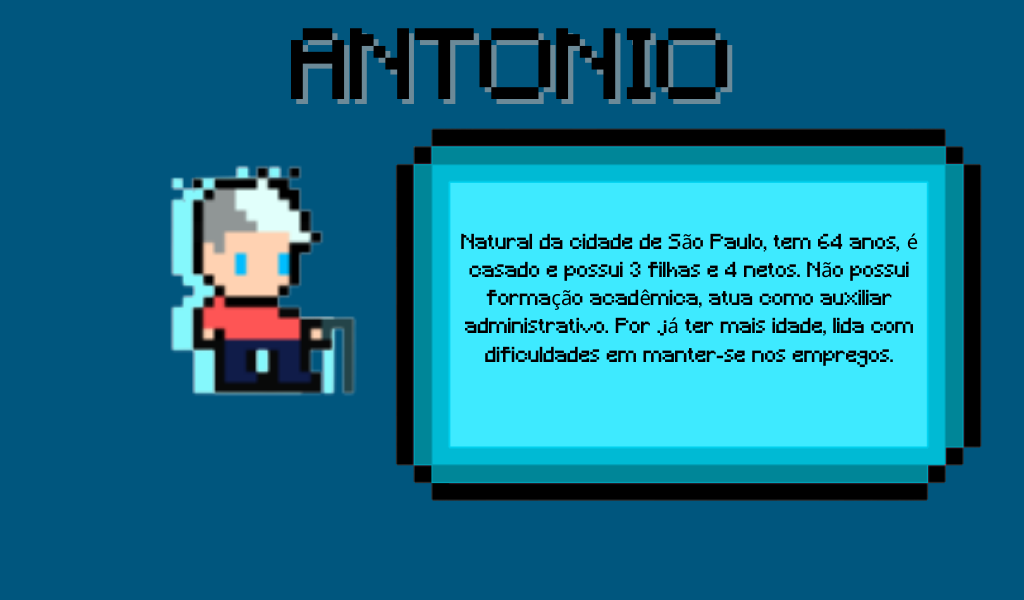 ANTONIO
Natural da cidade de São Paulo, tem 64 anos, é
casado e possui 3 filhas e 4 netos. Não possui
formação acadêmica, atua como auxiliar
administrativo. Por já ter mais idade, lida com
dificuldades em manter-se nos empregos.